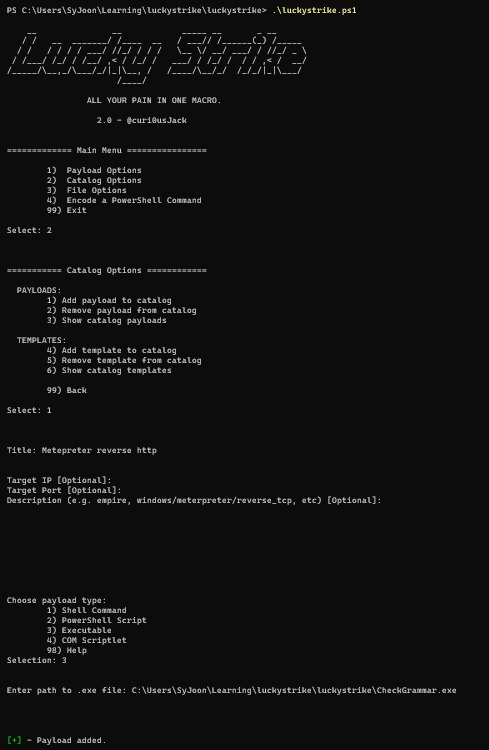 PS C:\Users\SyJoon\Learning\luckystrike\luckystrike> .\luckystrike.ps1
Lucky Strike
ALL YOUR PAIN IN ONE MACRO.
2.0 - @curi0usJack
============= Main Menu ================
1)  Payload Options
2)  Catalog Options
3)  File Options
4)  Encode a PowerShell Command
99) Exit
Select: 2
=========== Catalog Options ============
PAYLOADS:
1) Add payload to catalog
2) Remove payload from catalog
3) Show catalog payloads
TEMPLATES:
4) Add template to catalog
5) Remove template from catalog
6) Show catalog templates
99) Back
Select: 1
Title: Metepreter reverse http
Target IP [Optional]:
Target Port [Optional]:
Description (e.g. empire, windows/meterpreter/reverse_tcp, etc) [Optional]:
Choose payload type:
1) Shell Command
2) PowerShell Script
3) Executable
4) COM Scriptlet
98) Help
Selection: 3
Enter path to .exe file: C:\Users\SyJoon\Learning\luckystrike\luckystrike\CheckGrammar.exe
[+] - Payload added.